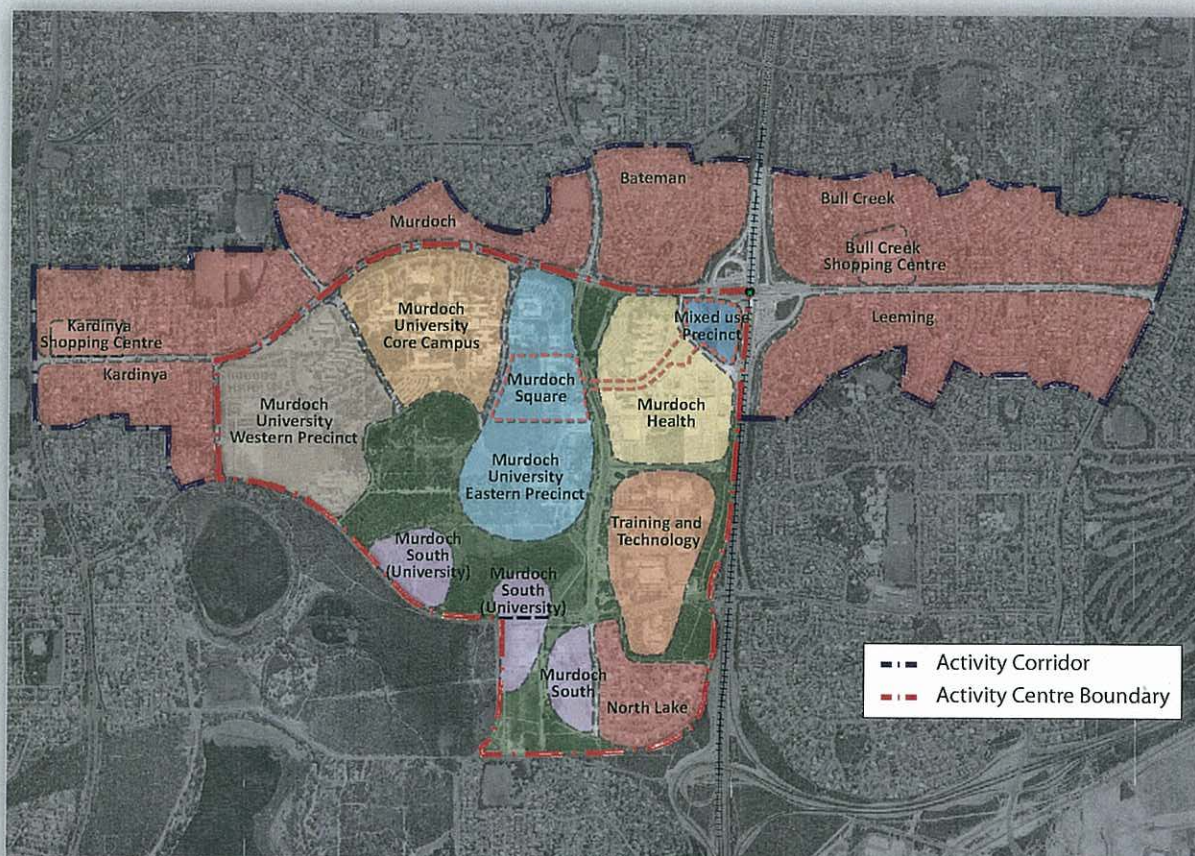 Bateman
Bull Creek
Murdoch
Bull Creek
Shopping Centre
Murdoch
University
Core Campus
Mixed use
Precinct
Leeming
Kardinya
Shopping Centre
Kardinya
Murdoch
Square
Murdoch
Health
Murdoch
University
Western Precinct
Murdoch
University
Eastern Precinct
Training and
Technology
Murdoch
South
(University)
Murdoch
South
(University)
Murdoch
South
North Lake
Activity Corridor
Activity Centre Boundary